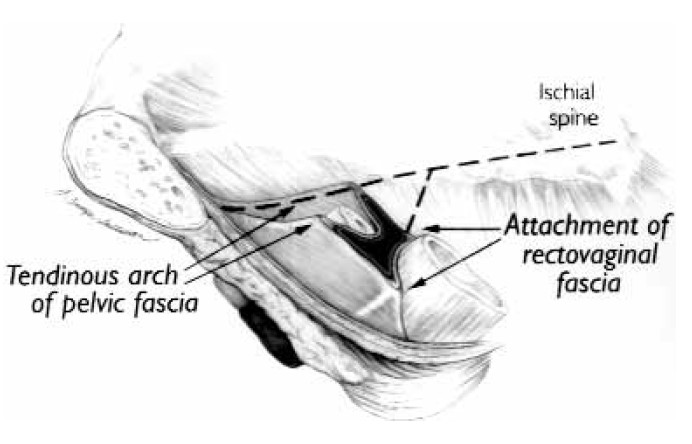 Ischial
spine
Attachment of
rectovaginal
fascia
Tendinous arch
of pelvic fascia